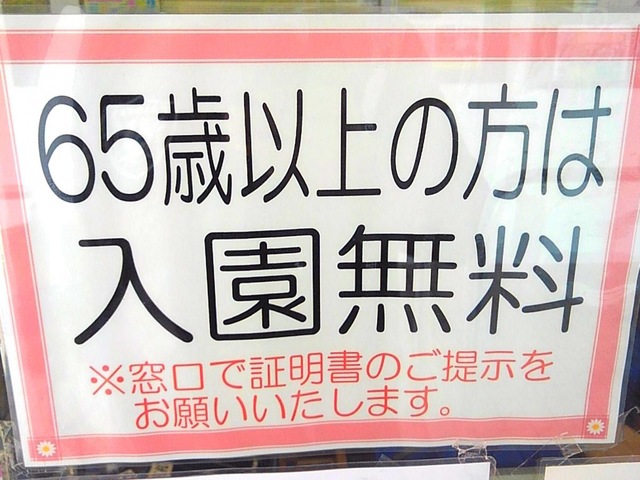 65歳以上の方は
入園無料
※窓口で証明書のご提示を
お願いいたします。